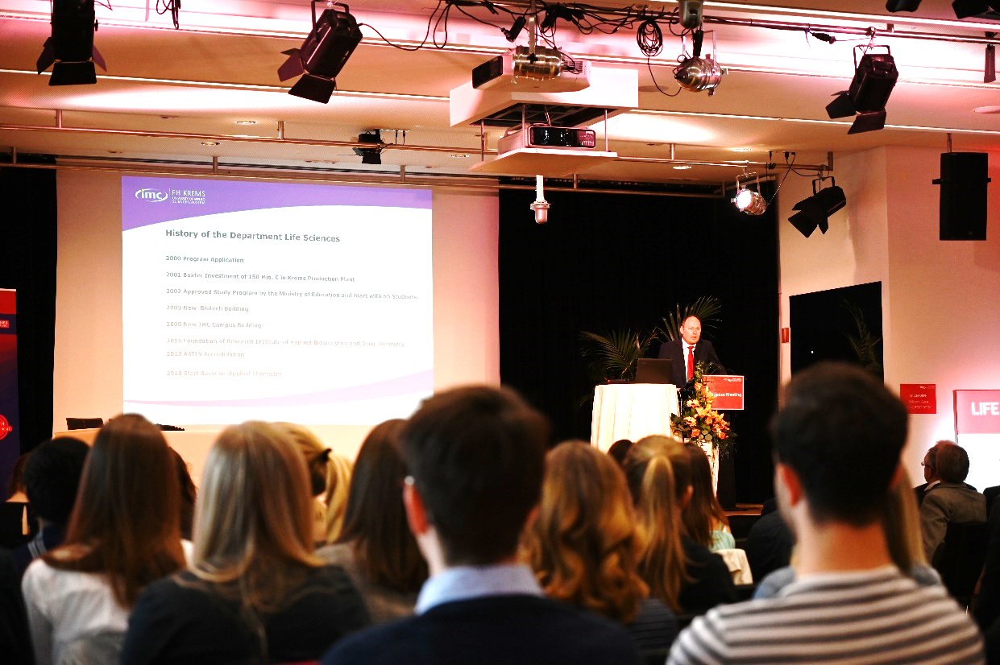 imc FH KREMS
UNIVERSITY OF APPLIED
SCIENCES / AUSTRIA
History of the Department Life Sciences
2000 Program Application
2001 Baxter Investment of 150 Mio. € in Krems Production Plant
2002 Approved Study Program by the Ministry of Education and Start with 55 Students
2003 New Biotech Building
2005 New IMC Campus Building
2015 Foundation of Research Institute of Applied Bioanalytics and Drug Discovery
2015 ASIIN Accreditation
2018 Start Bachelor Applied Chemistry
Science Meeting
LIFE